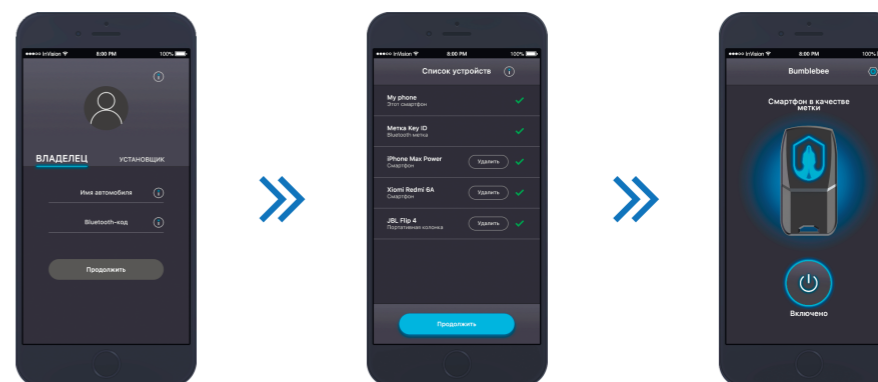 InVision 8:00 PM 100%
ВЛАДЕЛЕЦ УСТАНОВЩИК
Имя автомобиля
Bluetooth-код
Продолжить
InVision 8:00 PM 100%
Список устройств
My phone
Этот смартфон
Метка Key ID
Bluetooth метка
iPhone Max Power
Смартфон
Удалить
Xiomi Redmi 6A
Смартфон
Удалить
JBL Flip 4
Портативная колонка
Удалить
Продолжить
InVision 8:00 PM 100%
Bumblebee
Смартфон в качестве
метки
Включено